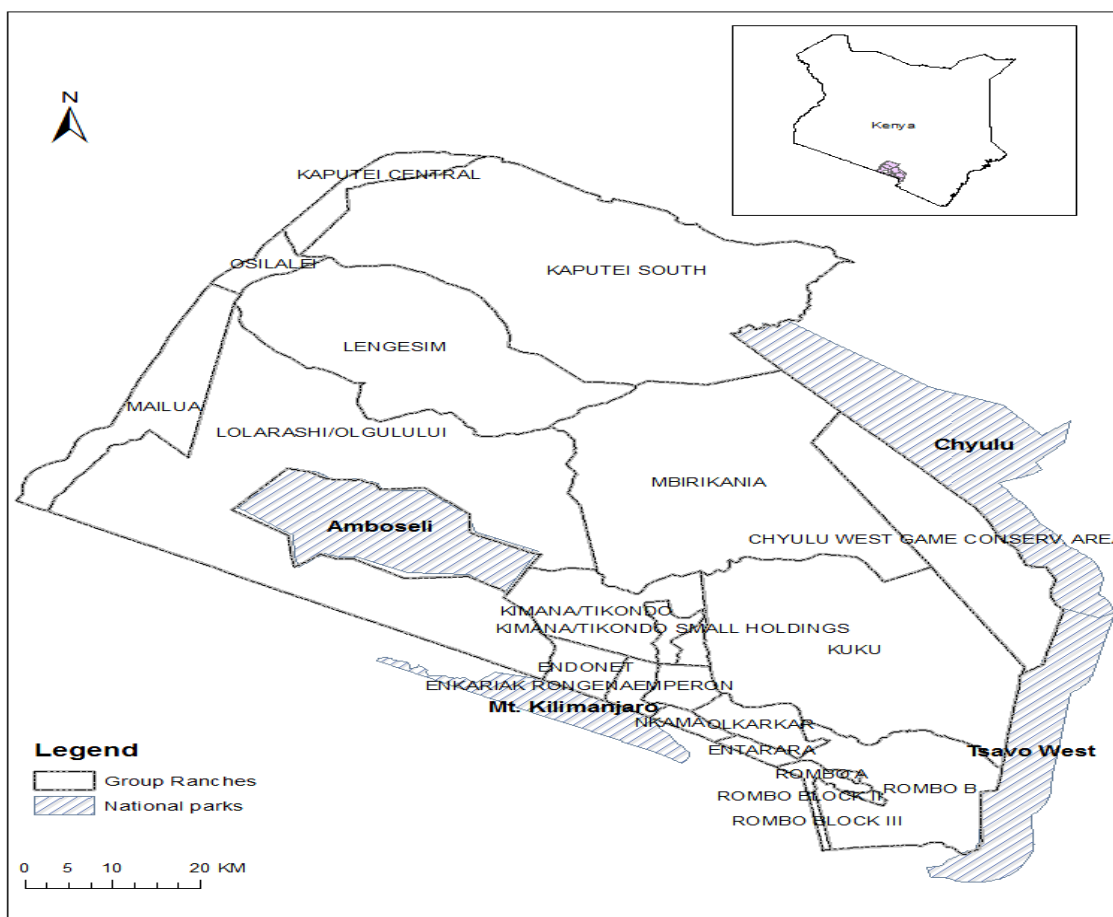 N
Kenya
KAPUTEI CENTRAL
OSILALEI
KAPUTEI SOUTH
LENGESIM
MAILUA
LOLARASHI/OLGULULUI
Chyulu
MBIRIKANIA
Amboseli
CHYULU WEST GAME CONSERV. AREA
KIMANA/TIKONDO
KIMANA/TIKONDO SMALL HOLDINGS
KUKU
ENDONET
ENKARIAK RONGENA
EMPERON
Mt. Kilimanjaro
NKAMA
OLKARKAR
ENTARARA
Tsavo West
ROMBO A
ROMBO B
ROMBO BLOCK II
ROMBO BLOCK III
Legend
Group Ranches
National parks
0 5 10 20 KM